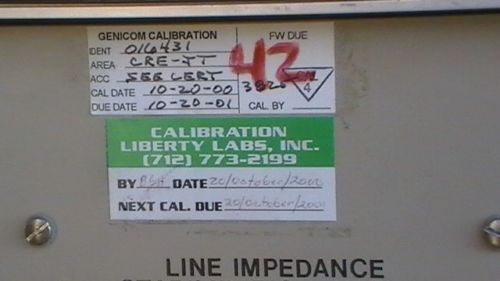 GENICOM CALIBRATION FW DUE
IDENT 016431
AREA CRE-TT 42
ACC SEE CERT
CAL DATE 10-20-00 4
DUE DATE 10-20-01 CAL BY
CALIBRATION
LIBERTY LABS, INC.
(712) 773-2199
BY DATE 20/October/2000
NEXT CAL. DUE 20/October/2001
LINE IMPEDANCE